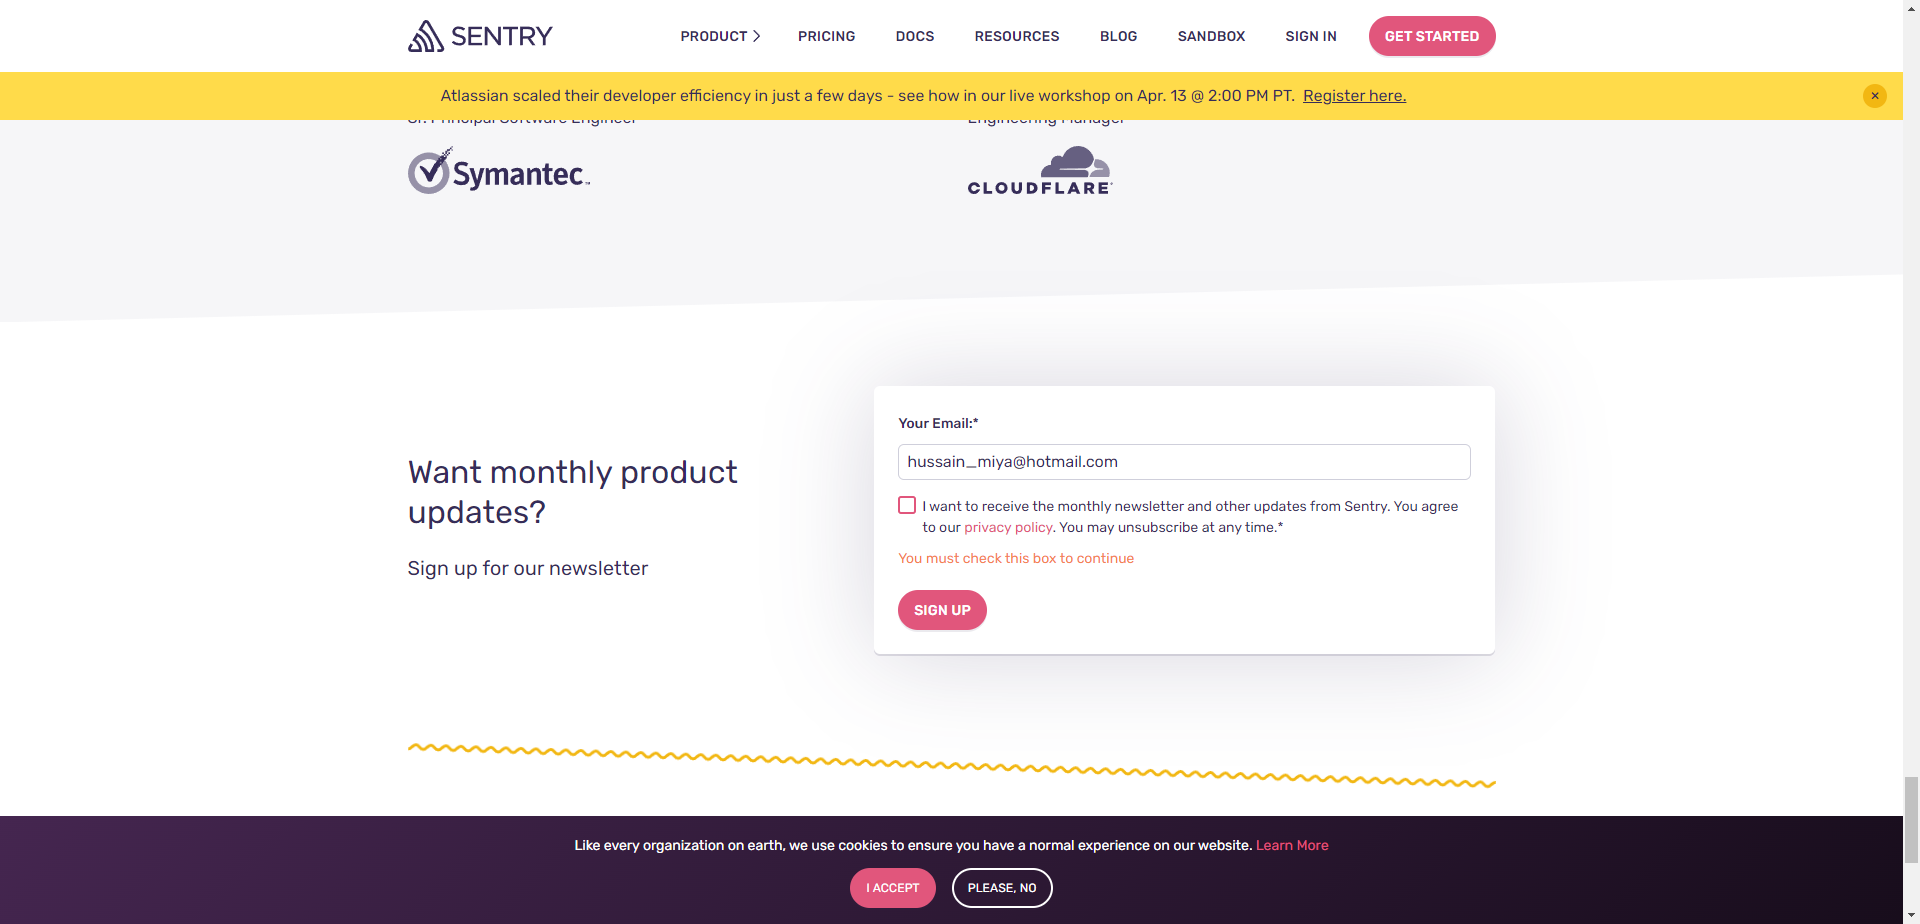 SENTRY
PRODUCT
PRICING
DOCS
RESOURCES
BLOG
SANDBOX
SIGN IN
GET STARTED
Atlassian scaled their developer efficiency in just a few days - see how in our live workshop on Apr. 13 @ 2:00 PM PT. Register here.
Sr. Principal Software Engineer
Engineering Manager
Symantec™
CLOUDFLARE
Want monthly product
updates?
Sign up for our newsletter
Your Email:*
hussain_miya@hotmail.com
I want to receive the monthly newsletter and other updates from Sentry. You agree
to our privacy policy. You may unsubscribe at any time.*
You must check this box to continue
SIGN UP
Like every organization on earth, we use cookies to ensure you have a normal experience on our website. Learn More
I ACCEPT
PLEASE, NO